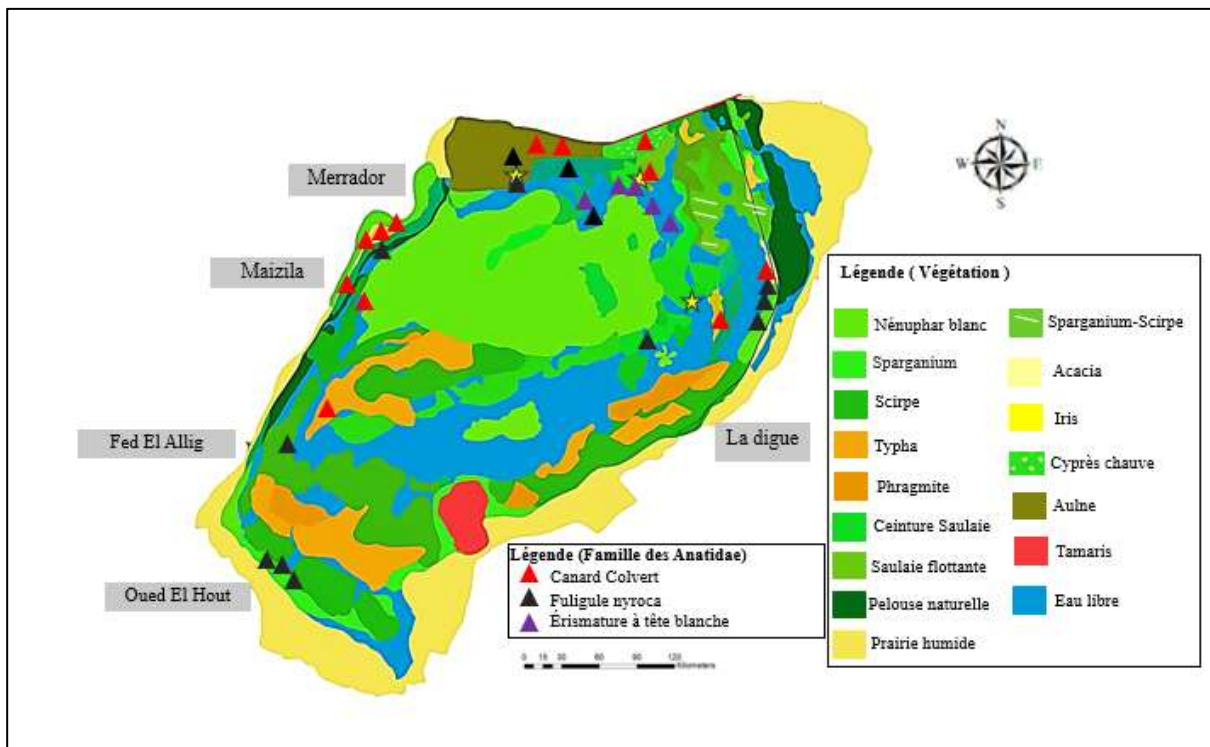 N
W E
S
Merrador
Maizila
Fed El Allig
Oued El Hout
La digue
Légende ( Végétation )
Nénuphar blanc
Sparganium
Scirpe
Typha
Phragmite
Ceinture Saulaie
Saulaie flottante
Pelouse naturelle
Prairie humide
Sparganium-Scirpe
Acacia
Iris
Cyprès chauve
Aulne
Tamaris
Eau libre
Légende (Famille des Anatidae)
Canard Colvert
Fuligule nyroca
Érismature à tête blanche
0 15 30 60 90 120
Kilometers